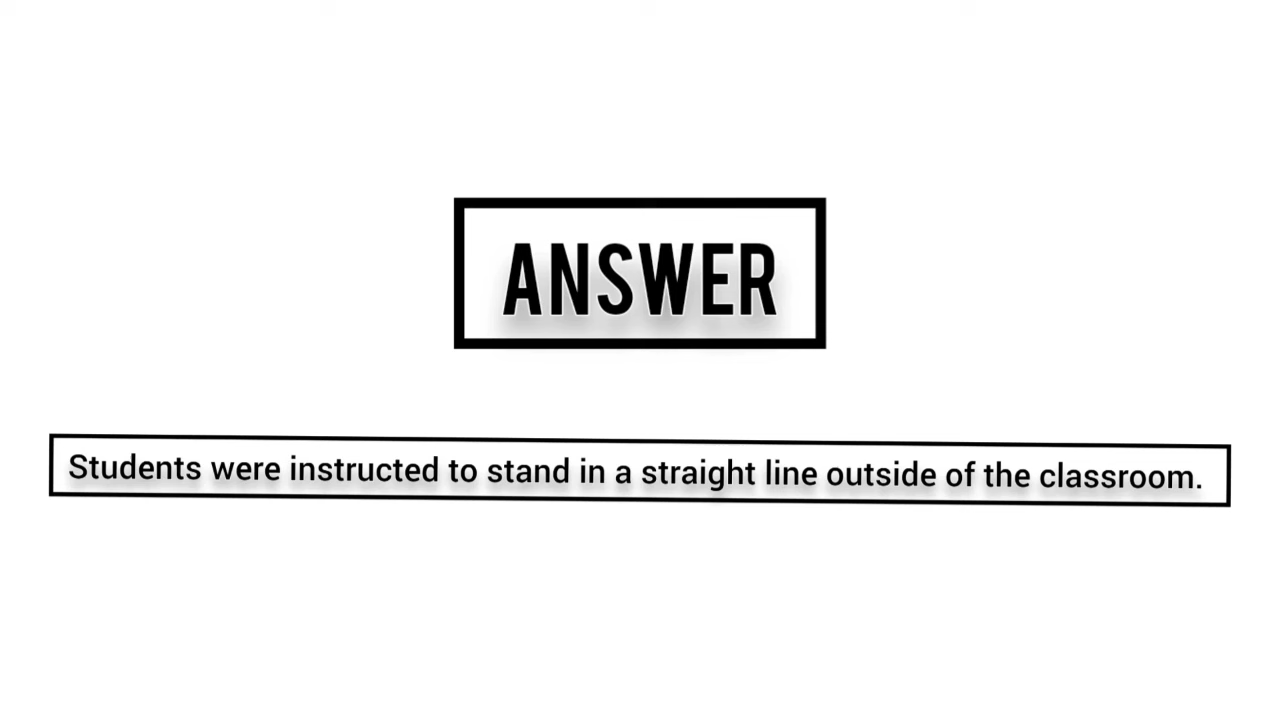 ANSWER
Students were instructed to stand in a straight line outside of the classroom.